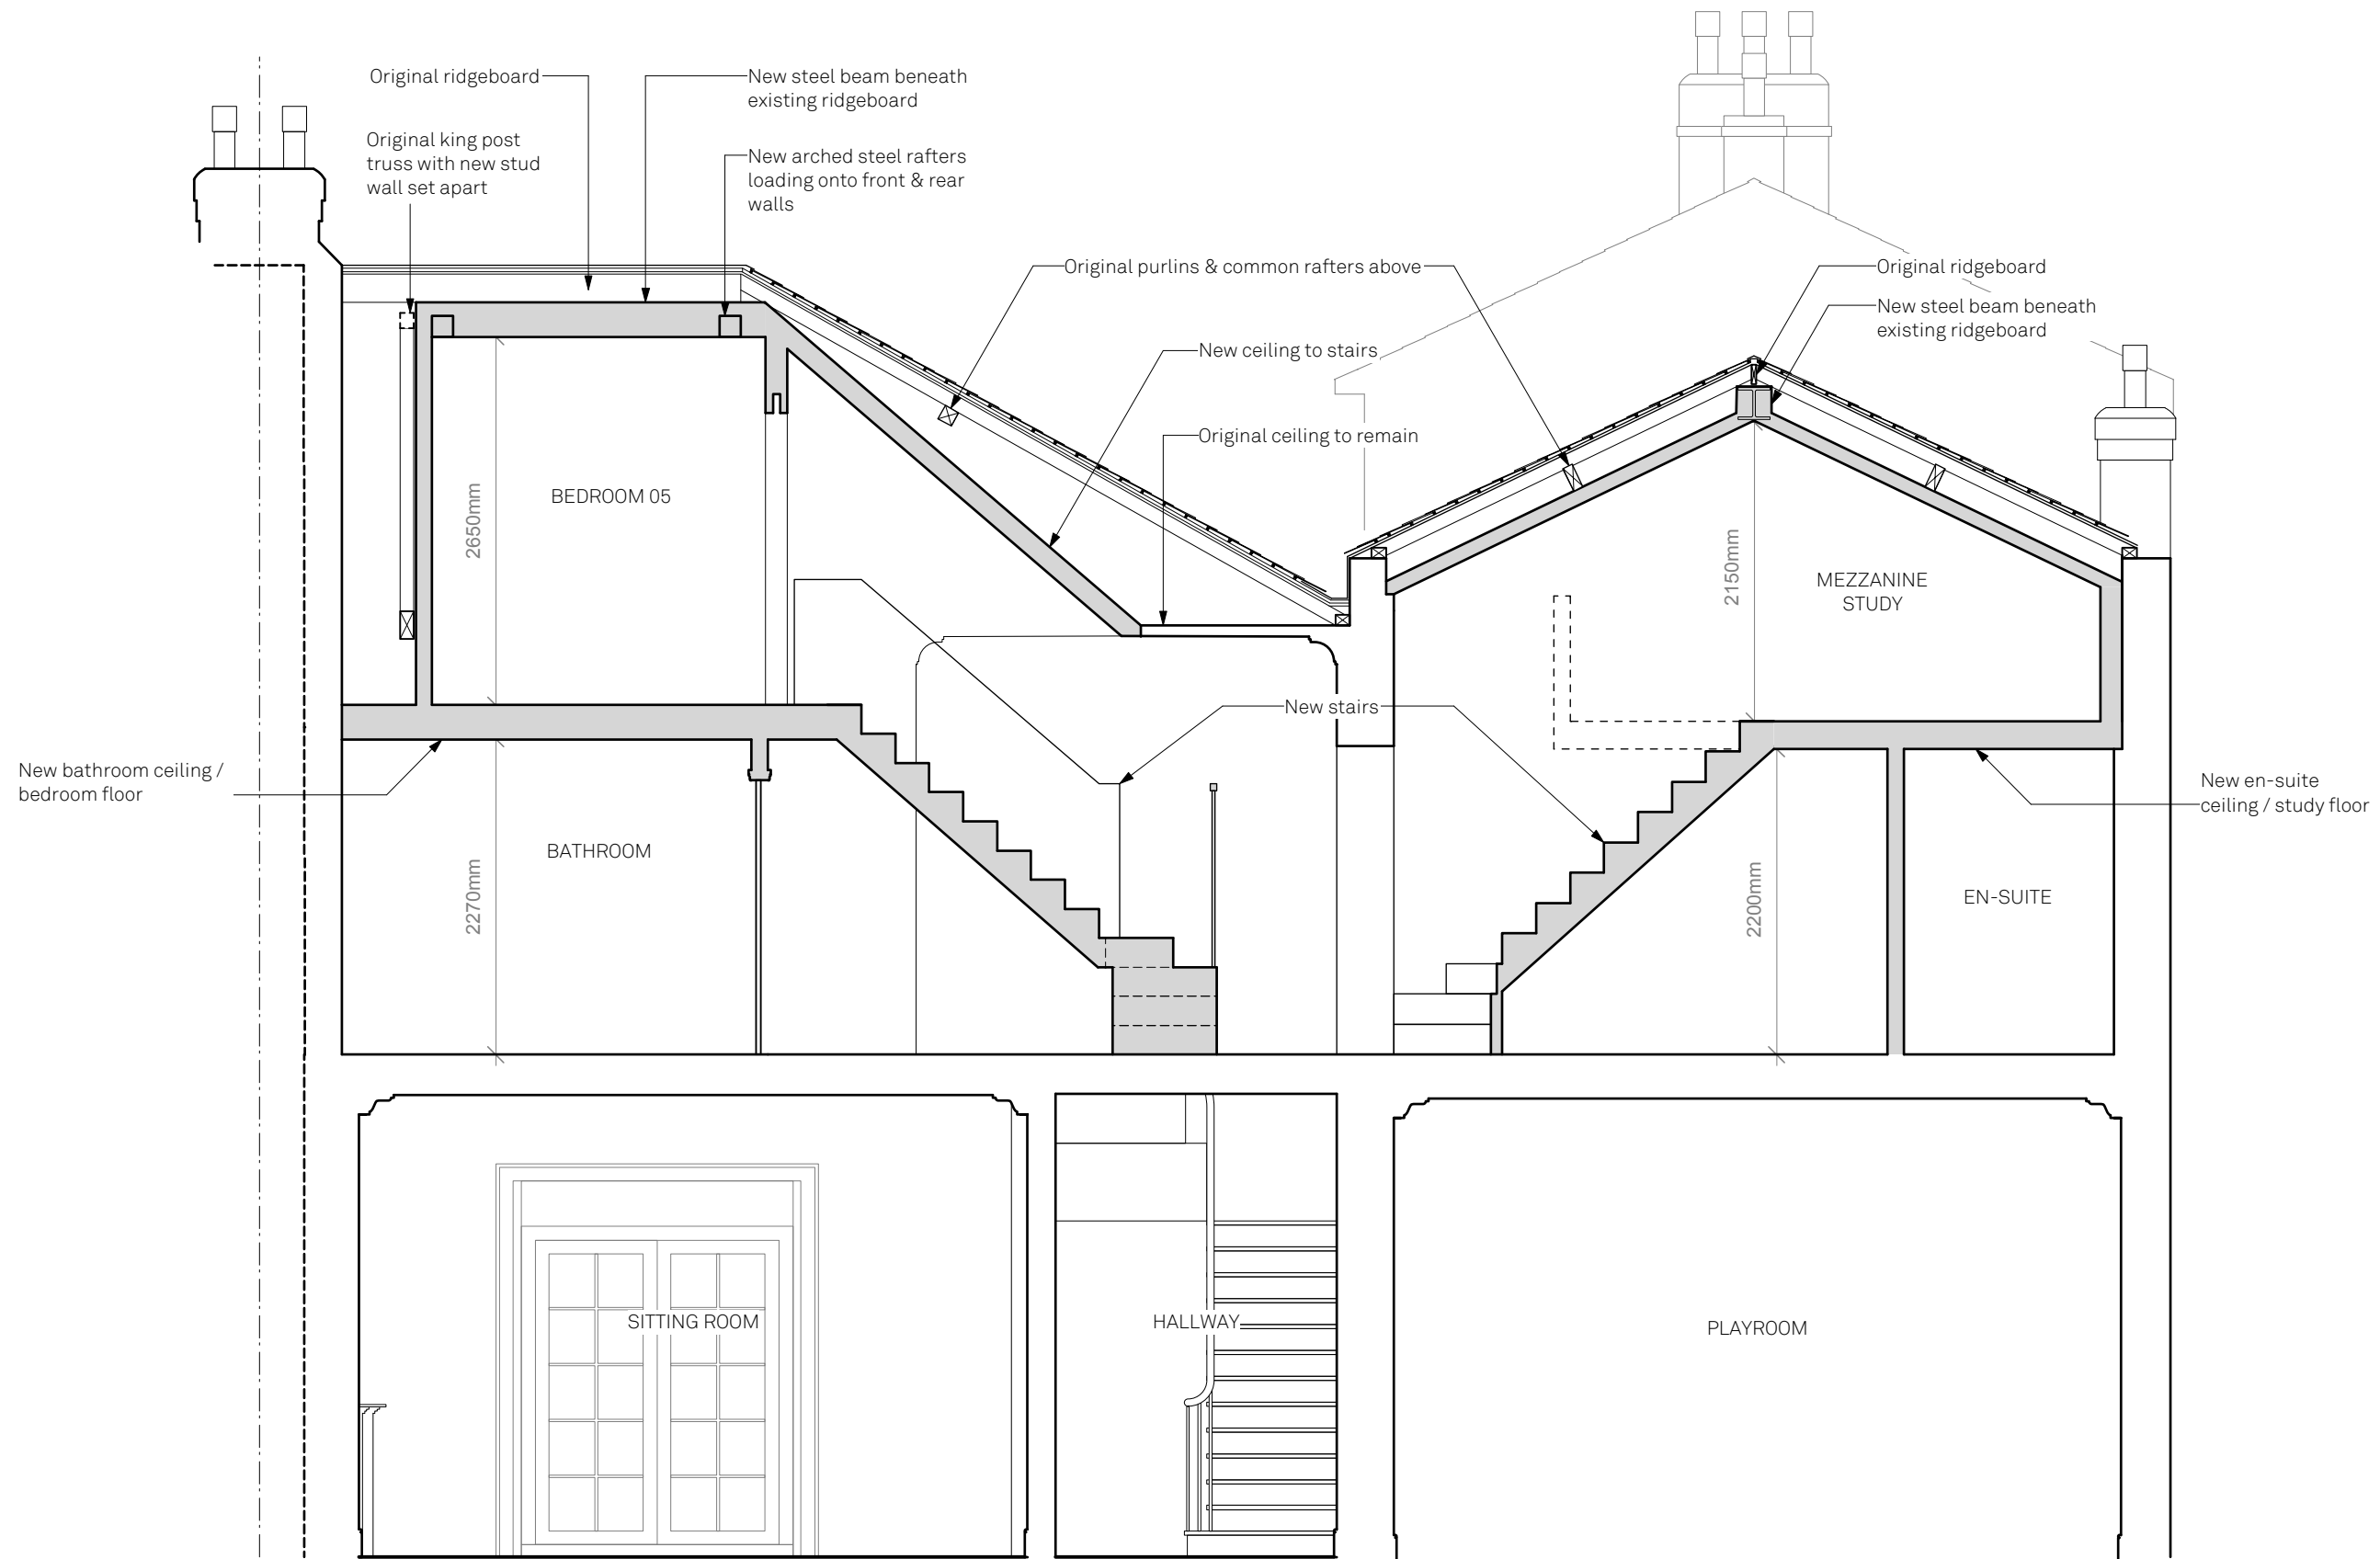 Original ridgeboard
New steel beam beneath
existing ridgeboard
Original king post
truss with new stud
wall set apart
New arched steel rafters
loading onto front & rear
walls
Original purlins & common rafters above
Original ridgeboard
New steel beam beneath
existing ridgeboard
New ceiling to stairs
Original ceiling to remain
BEDROOM 05
2650mm
2150mm
MEZZANINE
STUDY
New stairs
New bathroom ceiling /
bedroom floor
New en-suite
ceiling / study floor
BATHROOM
2270mm
2200mm
EN-SUITE
SITTING ROOM
HALLWAY
PLAYROOM